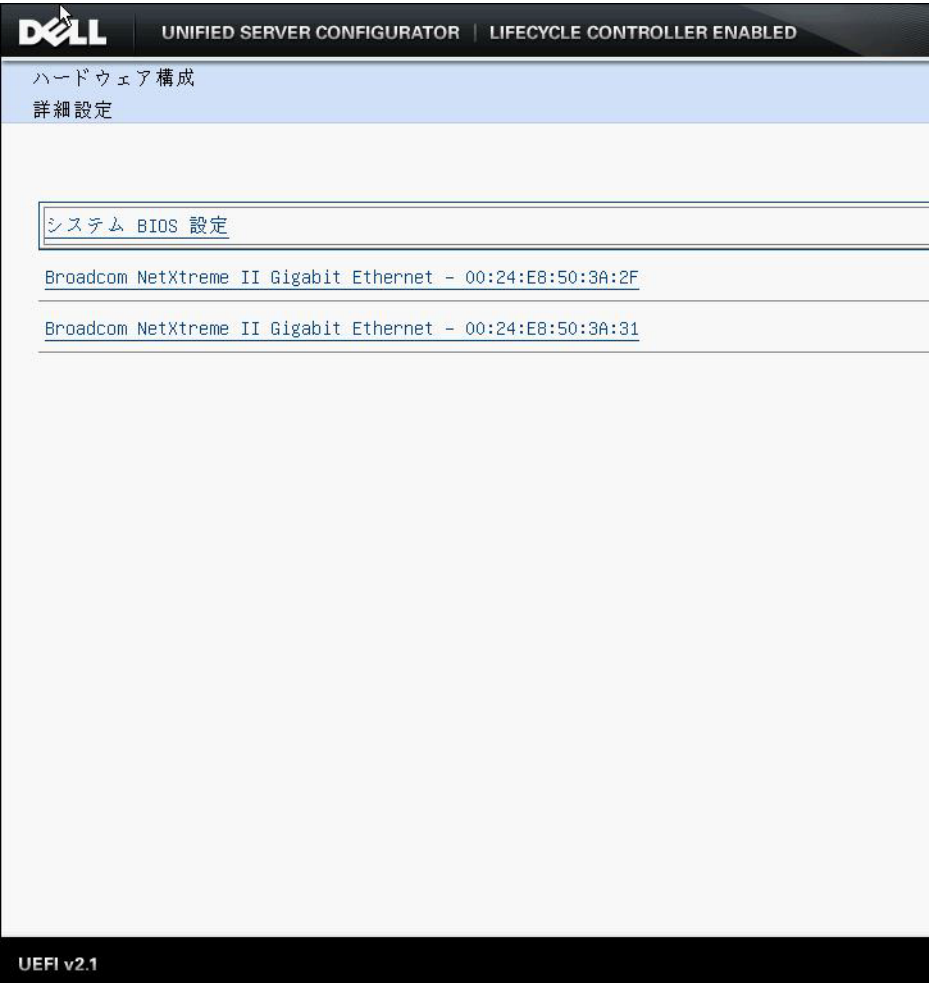 DELL
UNIFIED SERVER CONFIGURATOR | LIFECYCLE CONTROLLER ENABLED
ハードウェア構成
詳細設定
システム BIOS 設定
Broadcom NetXtreme II Gigabit Ethernet - 00:24:E8:50:3A:2F
Broadcom NetXtreme II Gigabit Ethernet - 00:24:E8:50:3A:31
UEFI v2.1